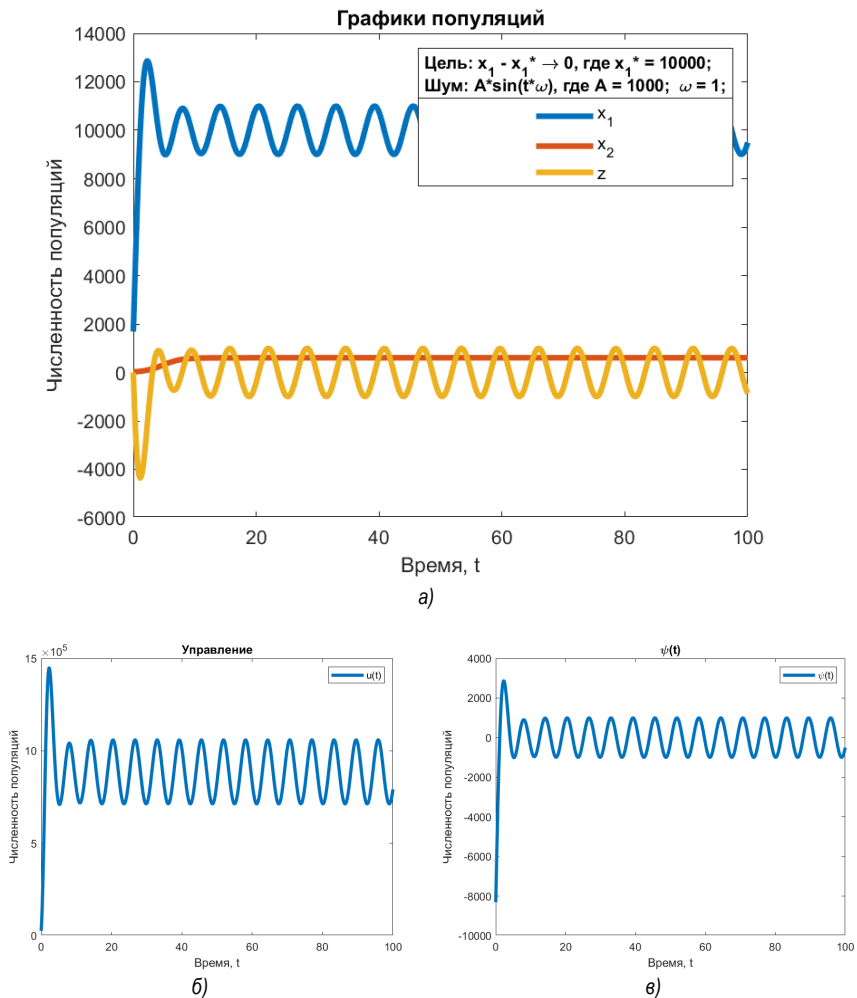 Графики популяций
14000
12000
10000
8000
6000
4000
2000
0
-2000
-4000
-6000
Численность популяций
Цель: x₁ - x₁* → 0, где x₁* = 10000;
Шум: A*sin(t*ω), где A = 1000; ω = 1;
x₁
x₂
z
0 20 40 60 80 100
Время, t
а)
Управление
×10⁵
15
10
5
0
Численность популяций
u(t)
0 20 40 60 80 100
Время, t
б)
ψ(t)
4000
2000
0
-2000
-4000
-6000
-8000
-10000
Численность популяций
ψ(t)
0 20 40 60 80 100
Время, t
в)